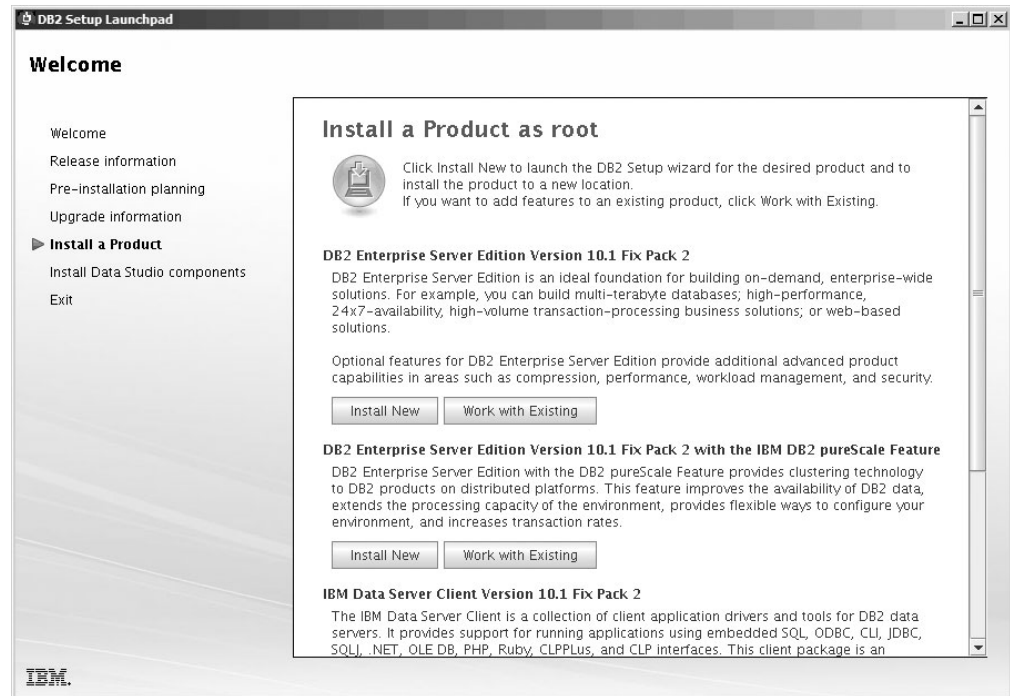 DB2 Setup Launchpad
Welcome
Welcome
Release information
Pre-installation planning
Upgrade information
Install a Product
Install Data Studio components
Exit
Install a Product as root
Click Install New to launch the DB2 Setup wizard for the desired product and to
install the product to a new location.
If you want to add features to an existing product, click Work with Existing.
DB2 Enterprise Server Edition Version 10.1 Fix Pack 2
DB2 Enterprise Server Edition is an ideal foundation for building on-demand, enterprise-wide
solutions. For example, you can build multi-terabyte databases; high-performance,
24x7-availability, high-volume transaction-processing business solutions; or web-based
solutions.
Optional features for DB2 Enterprise Server Edition provide additional advanced product
capabilities in areas such as compression, performance, workload management, and security.
Install New
Work with Existing
DB2 Enterprise Server Edition Version 10.1 Fix Pack 2 with the IBM DB2 pureScale Feature
DB2 Enterprise Server Edition with the DB2 pureScale Feature provides clustering technology
to DB2 products on distributed platforms. This feature improves the availability of DB2 data,
extends the processing capacity of the environment, provides flexible ways to configure your
environment, and increases transaction rates.
Install New
Work with Existing
IBM Data Server Client Version 10.1 Fix Pack 2
The IBM Data Server Client is a collection of client application drivers and tools for DB2 data
servers. It provides support for running applications using embedded SQL, ODBC, CLI, JDBC,
SQLJ, .NET, OLE DB, PHP, Ruby, CLPPLus, and CLP interfaces. This client package is an
IBM.